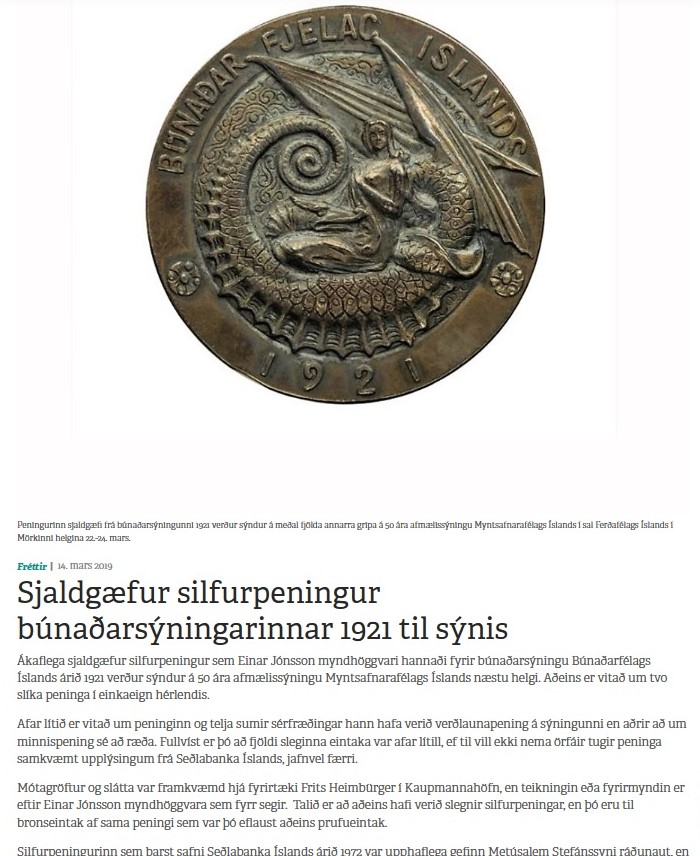 BÚNAÐAR FJELAG ÍSLANDS
1921
Peningurinn sjaldgæfi frá búnaðarsýningunni 1921 verður sýndur á meðal fjölda annarra gripa á 50 ára afmælissýningu Myntsafnarafélags Íslands í sal Ferðafélags Íslands í
Mörkinni helgina 22.-24. mars.
Fréttir | 14. mars 2019
Sjaldgæfur silfurpeningur
búnaðarsýningarinnar 1921 til sýnis
Ákaflega sjaldgæfur silfurpeningur sem Einar Jónsson myndhöggvari hannaði fyrir búnaðarsýningu Búnaðarfélags
Íslands árið 1921 verður sýndur á 50 ára afmælissýningu Myntsafnarafélags Íslands næstu helgi. Aðeins er vitað um tvo
slíka peninga í einkaeign hérlendis.
Afar lítið er vitað um peninginn og telja sumir sérfræðingar hann hafa verið verðlaunapening á sýningunni en aðrir að um
minnispening sé að ræða. Fullvíst er þó að fjöldi sleginna eintaka var afar lítill, ef til vill ekki nema örfáir tugir peninga
samkvæmt upplýsingum frá Seðlabanka Íslands, jafnvel færri.
Mótagröftur og slátta var framkvæmd hjá fyrirtæki Frits Heimbürger í Kaupmannahöfn, en teikningin eða fyrirmyndin er
eftir Einar Jónsson myndhöggvara sem fyrr segir. Talið er að aðeins hafi verið slegnir silfurpeningar, en þó eru til
bronseintak af sama peningi sem var þó eflaust aðeins prufueintak.
Silfurpeningurinn sem barst safni Seðlabanka Íslands árið 1972 var upphaflega gefinn Metúsalem Stefánssyni ráðunaut, en